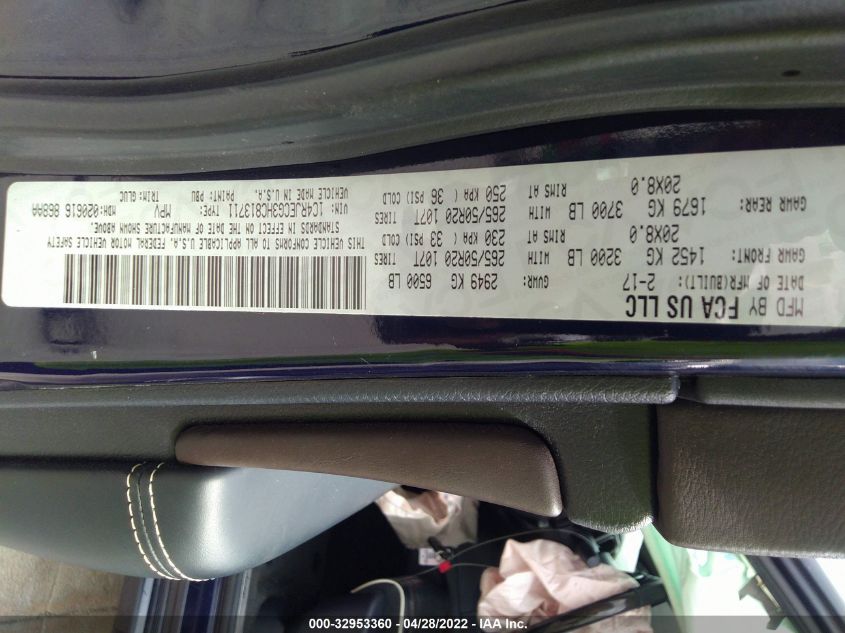 MFD BY FCA US LLC
DATE OF MFR(BUILT): 2-17 GVWR: 2949 KG 6500 LB
GAWR FRONT: 1452 KG 3200 LB WITH 265/50R20 107T TIRES
20X8.0 RIMS AT 230 KPA ( 33 PSI) COLD
GAWR REAR: 1679 KG 3700 LB WITH 265/50R20 107T TIRES
20X8.0 RIMS AT 250 KPA ( 36 PSI) COLD
THIS VEHICLE CONFORMS TO ALL APPLICABLE U.S.A. FEDERAL MOTOR VEHICLE SAFETY
STANDARDS IN EFFECT ON THE DATE OF MANUFACTURE SHOWN ABOVE.
VIN: 1C4RJECG3HC813711 TYPE: MPV MDH:020616 868AA
VEHICLE MADE IN U.S.A. PAINT: PBU TRIM: GLUC
000-32953360 - 04/28/2022 - IAA Inc.